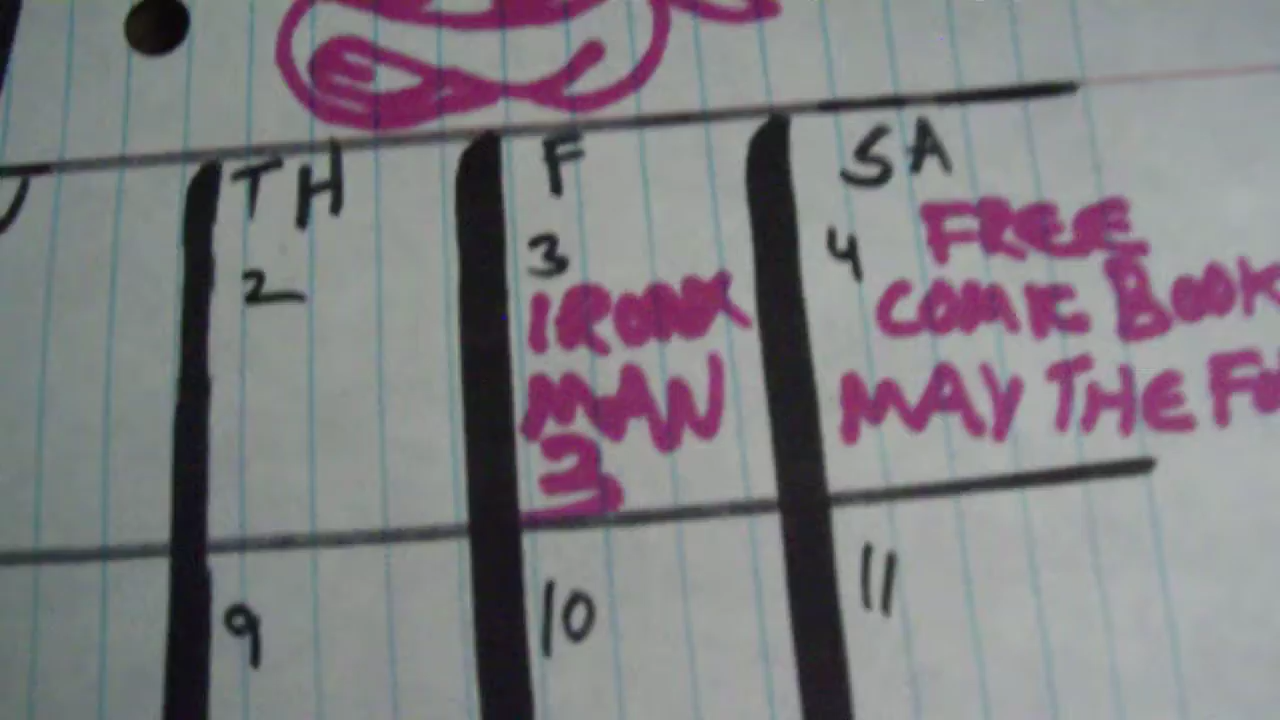 TH F SA
2 3 4 FREE
IRON COMIC BOOK
MAN MAY THE
3
9 10 11